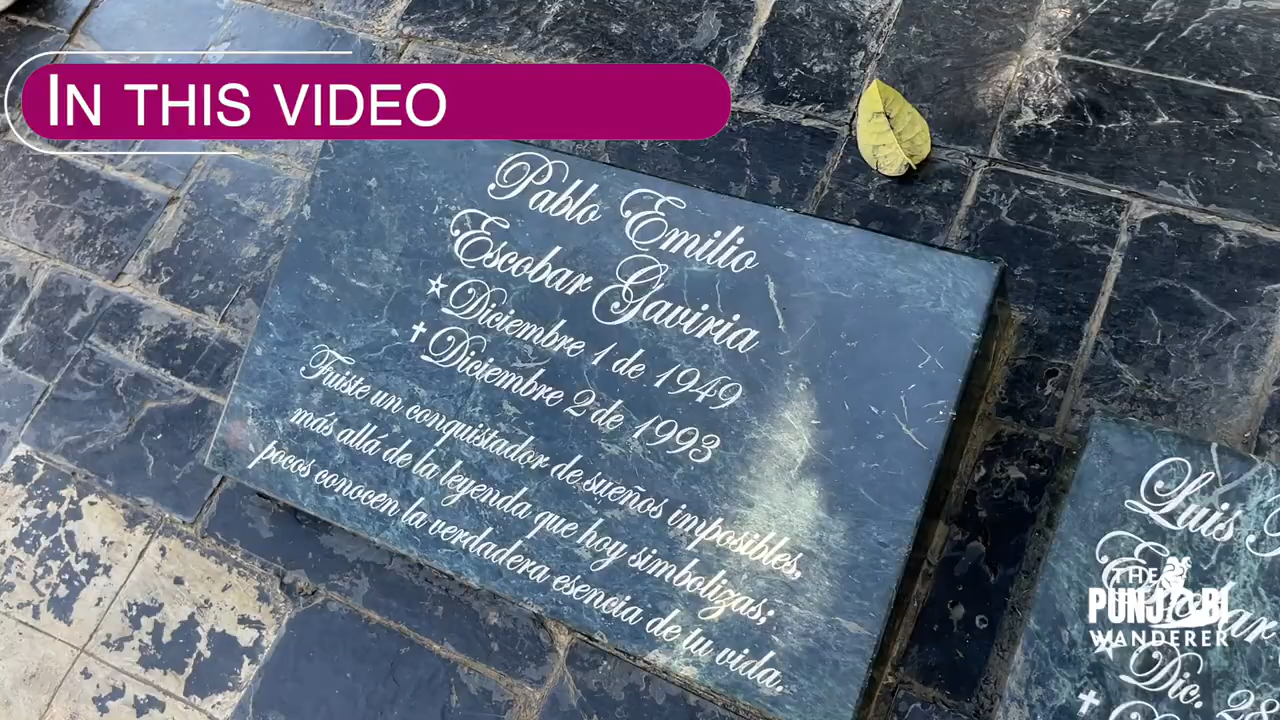 In this video
Pablo Emilio
Escobar Gaviria
★Diciembre 1 de 1949
✝Diciembre 2 de 1993
Fuiste un conquistador de sueños imposibles,
más allá de la leyenda que hoy simbolizas;
pocos conocen la verdadera esencia de tu vida.
Luis
Dic. 28
THE
PUNJABI
WANDERER